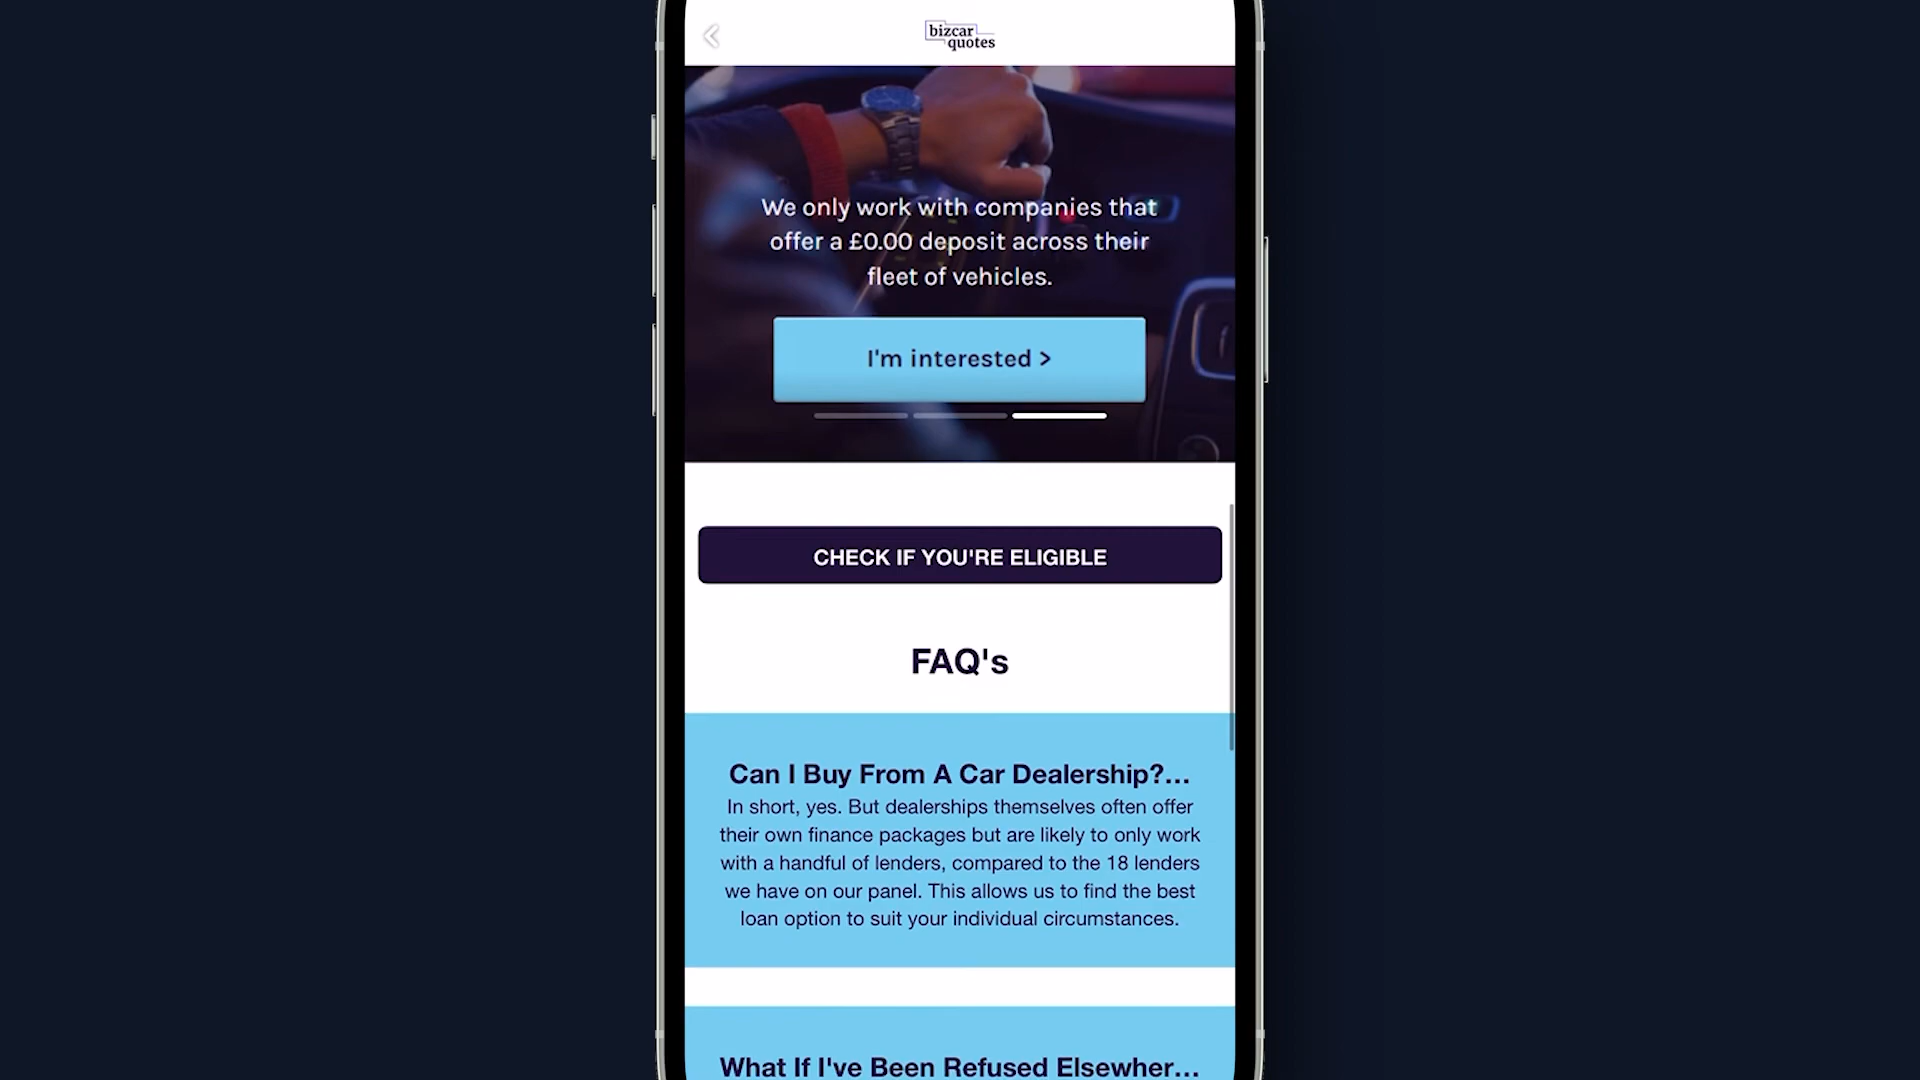 bizcar
quotes
We only work with companies that
offer a £0.00 deposit across their
fleet of vehicles.
I'm interested >
CHECK IF YOU'RE ELIGIBLE
FAQ's
Can I Buy From A Car Dealership?...
In short, yes. But dealerships themselves often offer
their own finance packages but are likely to only work
with a handful of lenders, compared to the 18 lenders
we have on our panel. This allows us to find the best
loan option to suit your individual circumstances.
What If I've Been Refused Elsewher...